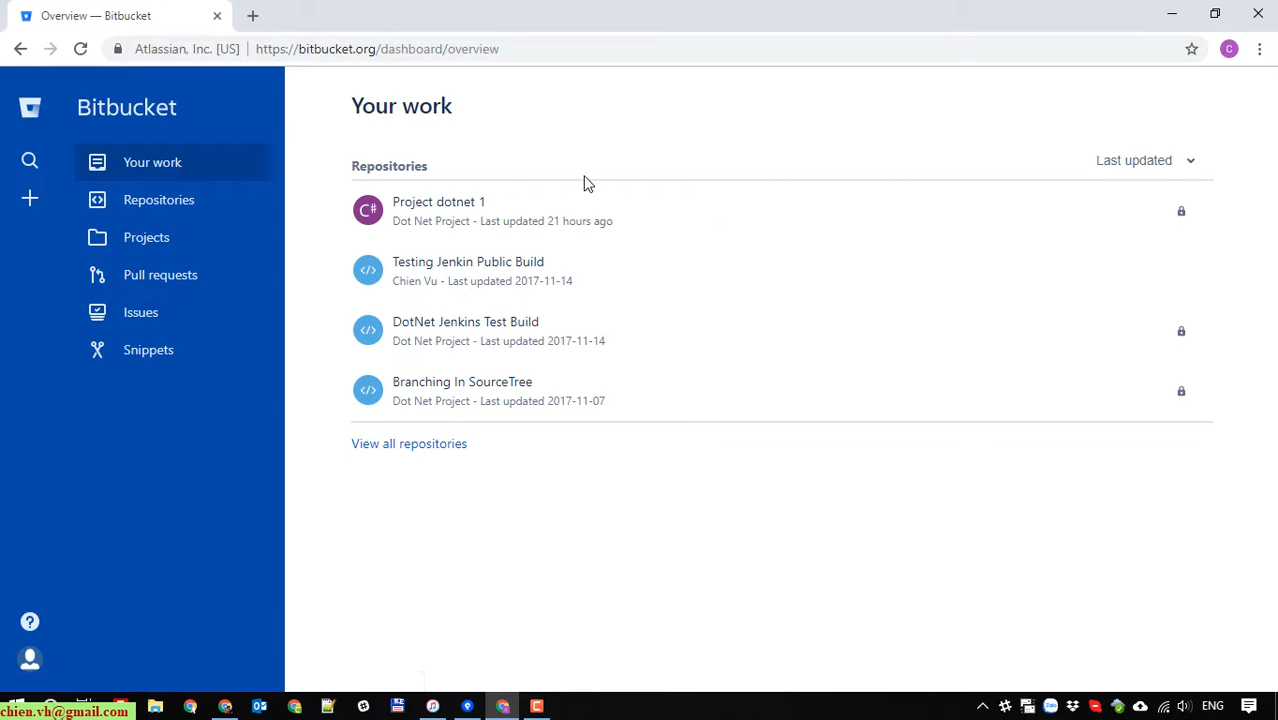 Overview — Bitbucket
Atlassian, Inc. [US] https://bitbucket.org/dashboard/overview
C
Bitbucket
Your work
Repositories
Projects
Pull requests
Issues
Snippets
Your work
Repositories
Last updated
C#
Project dotnet 1
Dot Net Project - Last updated 21 hours ago
Testing Jenkin Public Build
Chien Vu - Last updated 2017-11-14
DotNet Jenkins Test Build
Dot Net Project - Last updated 2017-11-14
Branching In SourceTree
Dot Net Project - Last updated 2017-11-07
View all repositories
chien.vh@gmail.com
Zalo
ENG